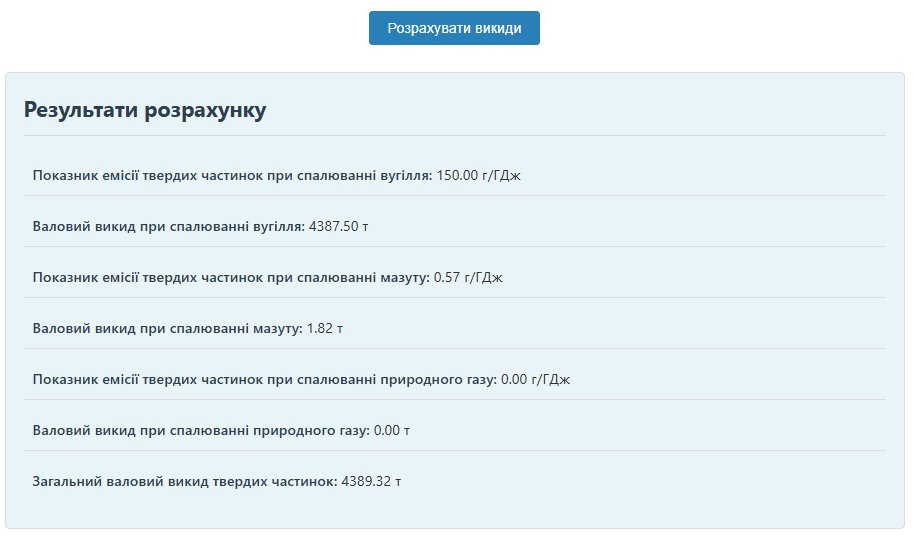 Розрахувати викиди
Результати розрахунку
Показник емісії твердих частинок при спалюванні вугілля: 150.00 г/ГДж
Валовий викид при спалюванні вугілля: 4387.50 т
Показник емісії твердих частинок при спалюванні мазуту: 0.57 г/ГДж
Валовий викид при спалюванні мазуту: 1.82 т
Показник емісії твердих частинок при спалюванні природного газу: 0.00 г/ГДж
Валовий викид при спалюванні природного газу: 0.00 т
Загальний валовий викид твердих частинок: 4389.32 т